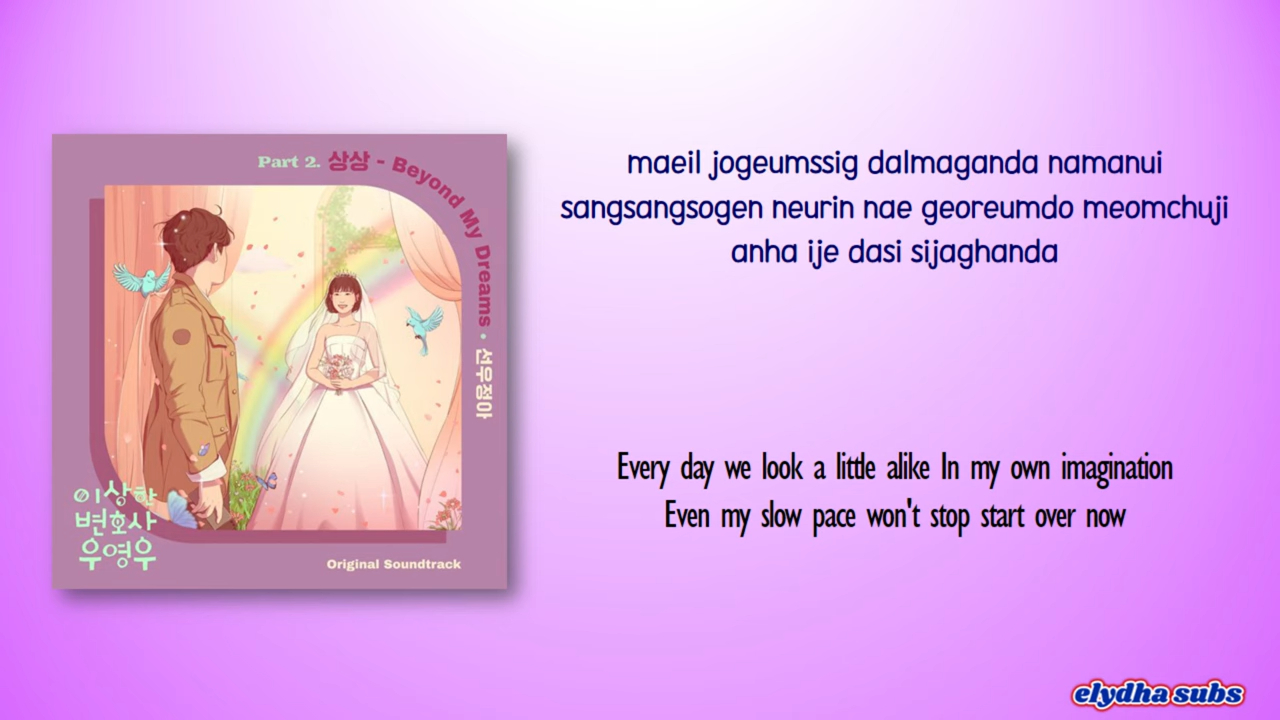 Part 2. 상상 - Beyond My Dreams • 선우정아
이상한
변호사
우영우
Original Soundtrack
maeil jogeumssig dalmaganda namanui
sangsangsogen neurin nae georeumdo meomchuji
anha ije dasi sijaghanda
Every day we look a little alike In my own imagination
Even my slow pace won't stop start over now
elydha subs